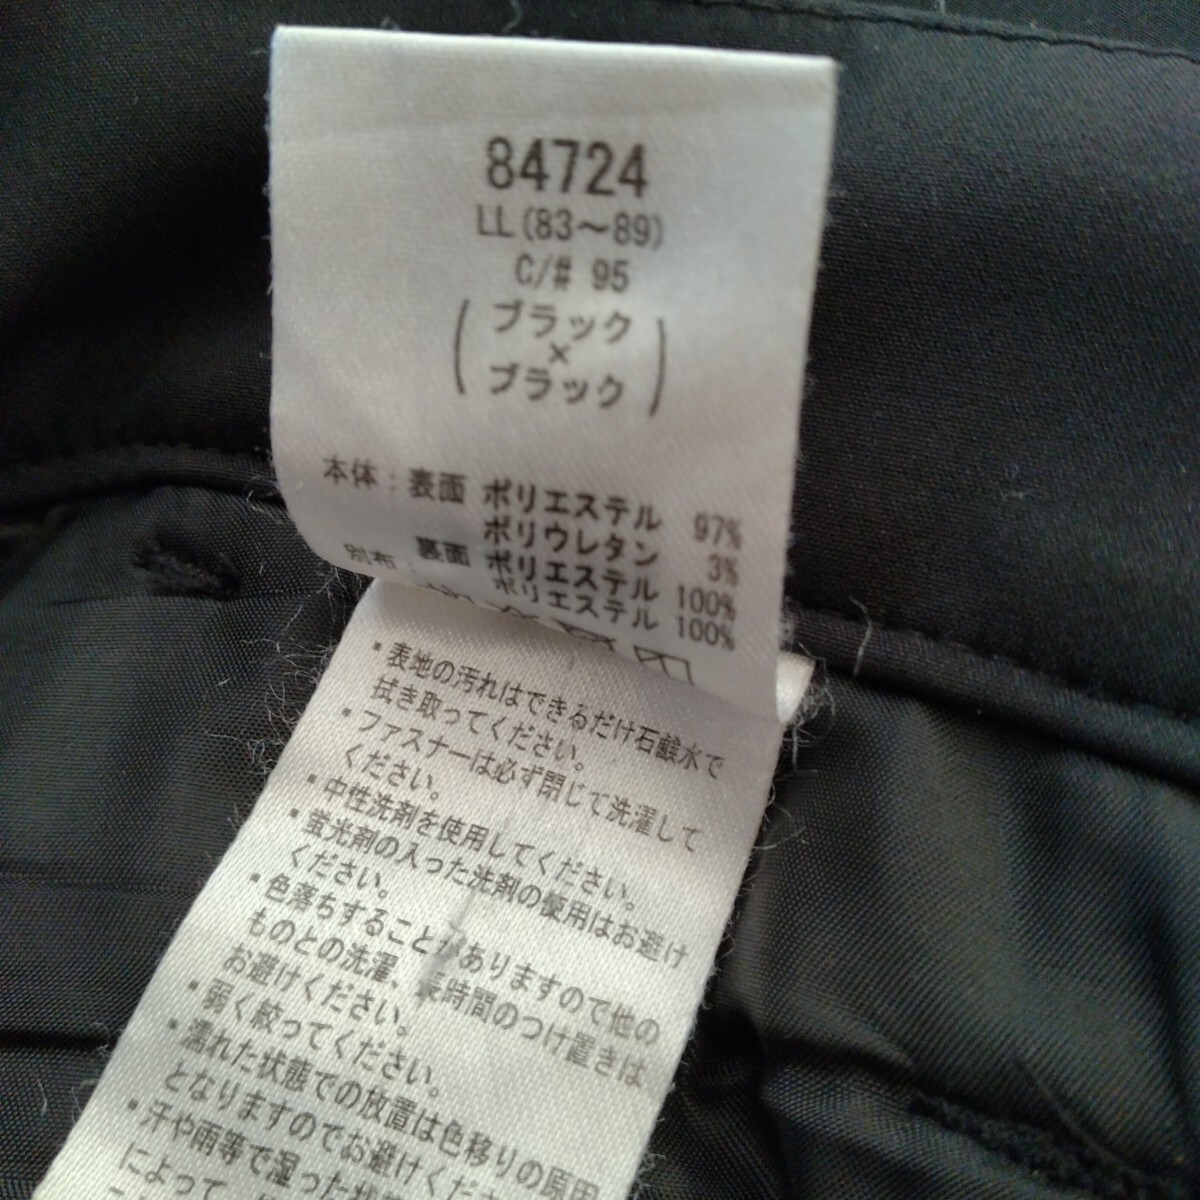 84724
LL(83〜89)
C/# 95
(ブラック
×
ブラック)
本体:表面 ポリエステル 97%
ポリウレタン 3%
裏面 ポリエステル 100%
別布: ポリエステル 100%
・表地の汚れはできるだけ石鹸水で
拭き取ってください。
・ファスナーは必ず閉じて洗濯して
ください。
・中性洗剤を使用してください。
・蛍光剤の入った洗剤の使用はお避け
ください。
・色落ちすることがありますので他の
ものとの洗濯、長時間のつけ置きは
お避けください。
・弱く絞ってください。
・濡れた状態での放置は色移りの原因
となりますのでお避けくださ
・汗や雨等で湿った状
によって、